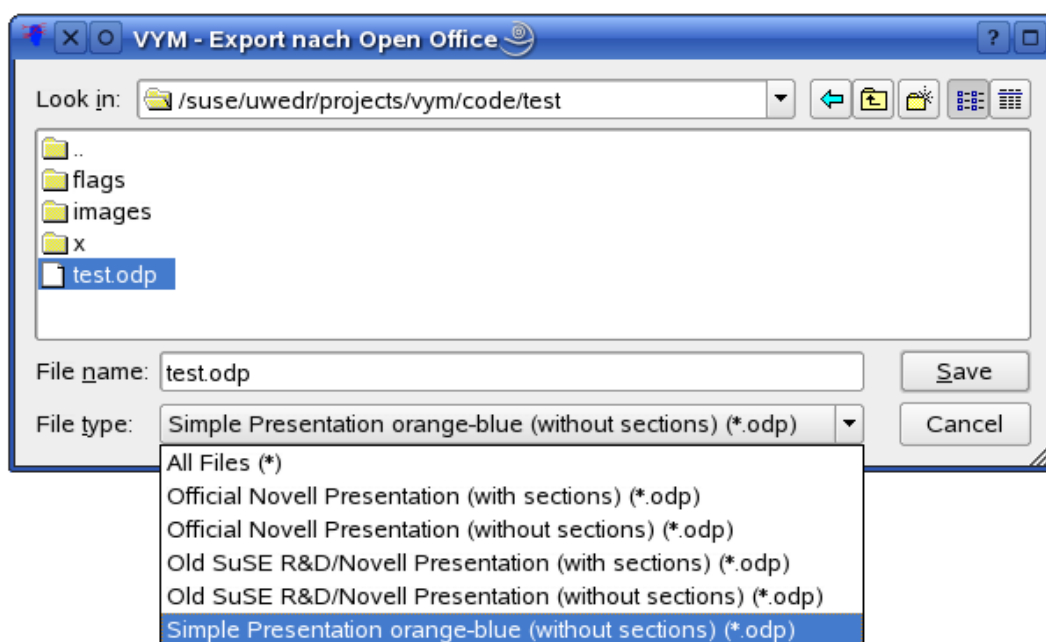 VYM - Export nach Open Office
Look in: /suse/uwedr/projects/vym/code/test
..
flags
images
x
test.odp
File name: test.odp Save
File type: Simple Presentation orange-blue (without sections) (*.odp) Cancel
All Files (*)
Official Novell Presentation (with sections) (*.odp)
Official Novell Presentation (without sections) (*.odp)
Old SuSE R&D/Novell Presentation (with sections) (*.odp)
Old SuSE R&D/Novell Presentation (without sections) (*.odp)
Simple Presentation orange-blue (without sections) (*.odp)